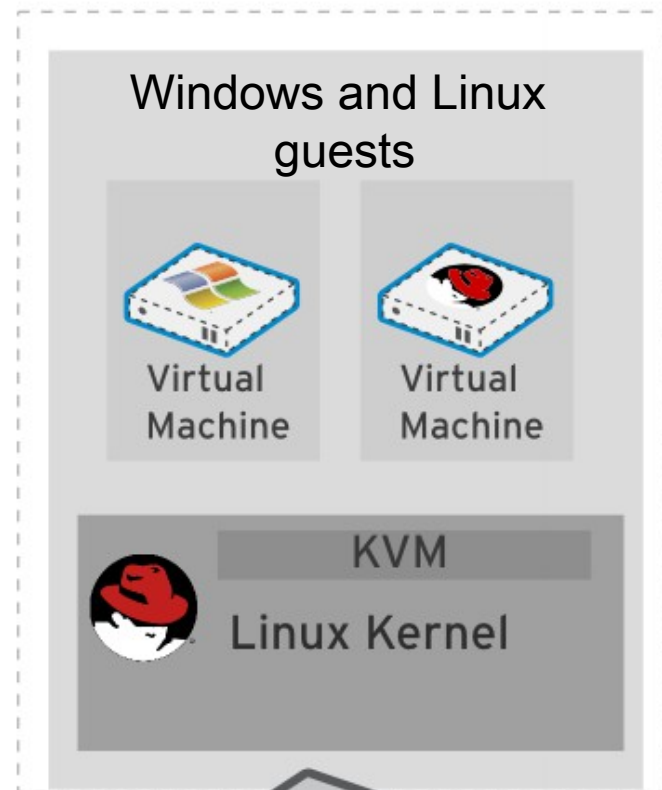 Windows and Linux
guests
Virtual
Machine
Virtual
Machine
KVM
Linux Kernel